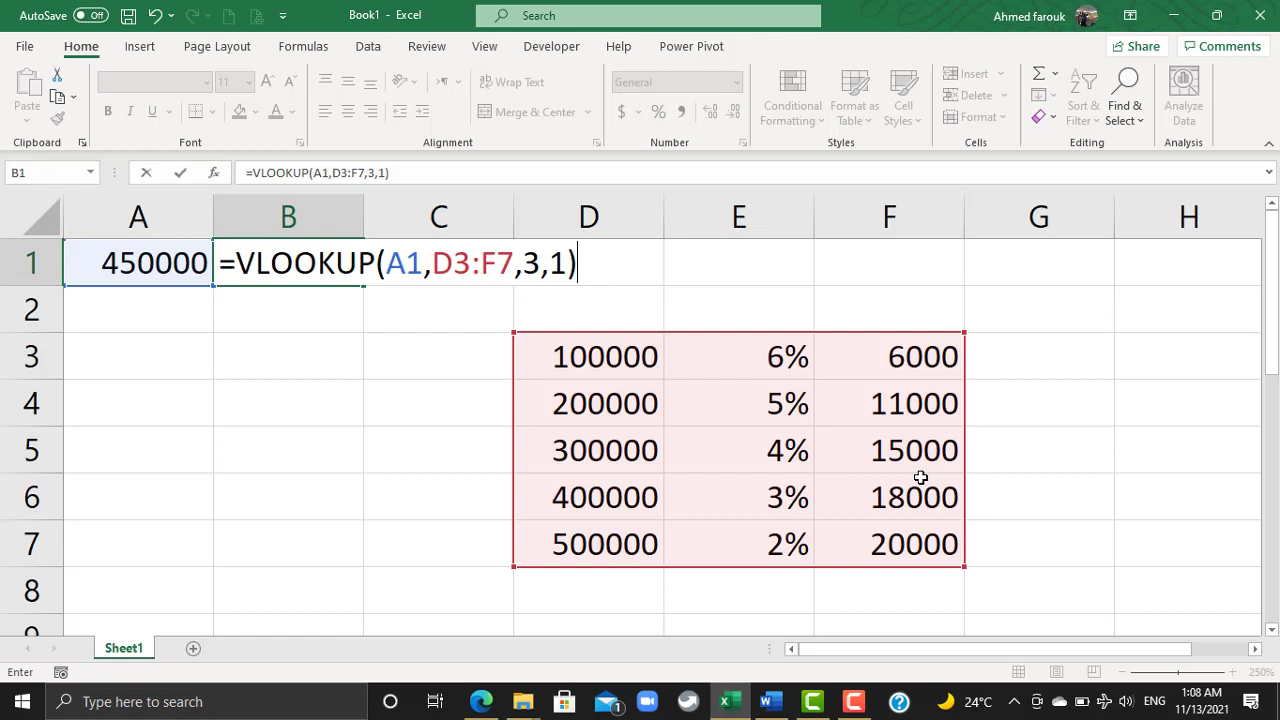 AutoSave Off Book1 - Excel Search Ahmed farouk
File Home Insert Page Layout Formulas Data Review View Developer Help Power Pivot Share Comments
Paste 11 Wrap Text General Conditional Formatting Format as Table Cell Styles Insert Sort & Filter Find & Select Analyze Data
Merge & Center Delete
Format
Clipboard Font Alignment Number Styles Cells Editing Analysis
B1 =VLOOKUP(A1,D3:F7,3,1)
A B C D E F G H
1 450000 =VLOOKUP(A1,D3:F7,3,1)
2
3 100000 6% 6000
4 200000 5% 11000
5 300000 4% 15000
6 400000 3% 18000
7 500000 2% 20000
8
9
Sheet1
Enter 250%
Type here to search 1 24°C ENG 1:08 AM
11/13/2021